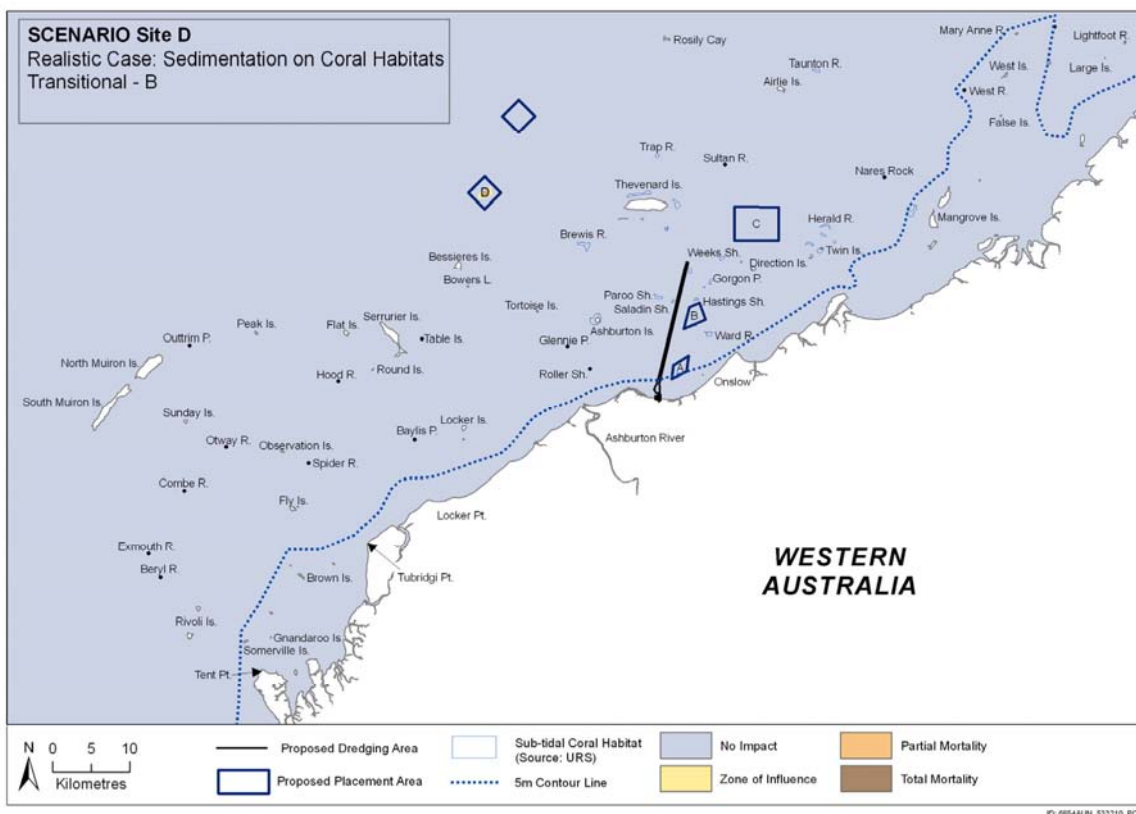 SCENARIO Site D
Realistic Case: Sedimentation on Coral Habitats
Transitional - B
Rosily Cay
Mary Anne R.
Lightfoot R.
Taunton R.
Airlie Is.
West Is.
Large Is.
West R.
False Is.
Trap R.
Sultan R.
Nares Rock
Thevenard Is.
D
C
Herald R.
Mangrove Is.
Brewis R.
Twin Is.
Weeks Sh.
Direction Is.
Bessieres Is.
Bowers L.
Gorgon P.
Paroo Sh.
Hastings Sh.
Saladin Sh.
Tortoise Is.
B
Ashburton Is.
Ward R.
Serrurier Is.
Flat Is.
Peak Is.
Outtrim P.
Table Is.
Glennie P.
North Muiron Is.
Round Is.
Hood R.
Roller Sh.
A
Onslow
South Muiron Is.
Sunday Is.
Locker Is.
Baylis P.
Ashburton River
Otway R.
Observation Is.
Spider R.
Combe R.
Fly Is.
Locker Pt.
Exmouth R.
Beryl R.
Brown Is.
Tubridgi Pt.
WESTERN
AUSTRALIA
Rivoli Is.
Gnandaroo Is.
Somerville Is.
Tent Pt.
N
0 5 10
Kilometres
Proposed Dredging Area
Proposed Placement Area
Sub-tidal Coral Habitat
(Source: URS)
5m Contour Line
No Impact
Zone of Influence
Partial Mortality
Total Mortality